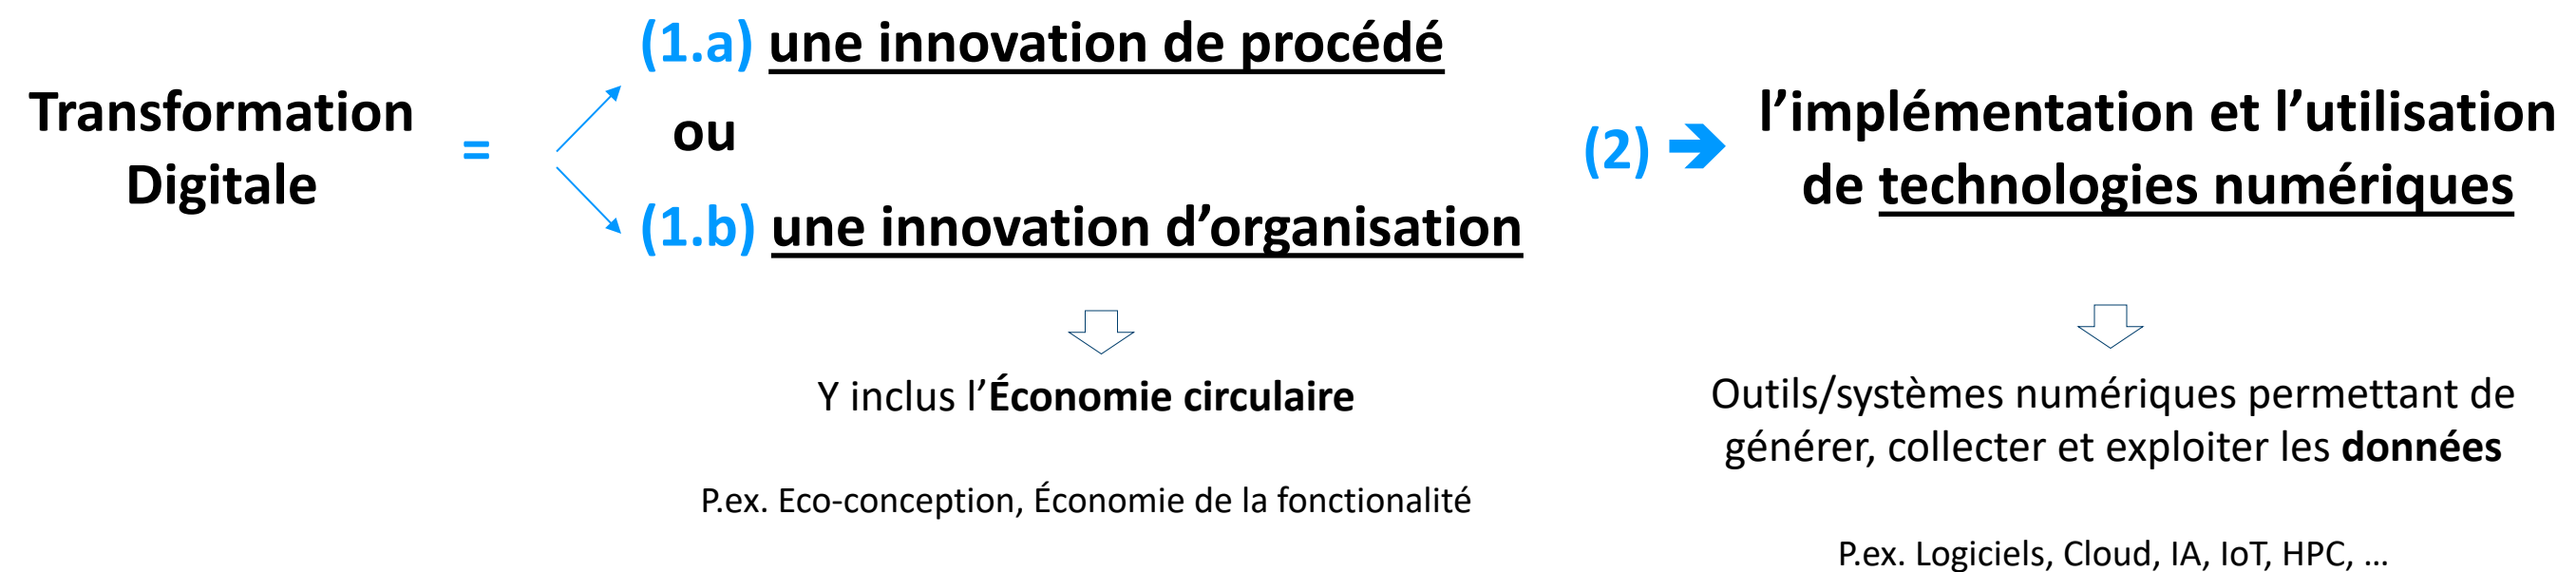 Transformation
Digitale
=
(1.a) une innovation de procédé
ou
(1.b) une innovation d’organisation
(2)
l’implémentation et l’utilisation
de technologies numériques
Y inclus l’Économie circulaire
P.ex. Eco-conception, Économie de la fonctionalité
Outils/systèmes numériques permettant de
générer, collecter et exploiter les données
P.ex. Logiciels, Cloud, IA, IoT, HPC, …